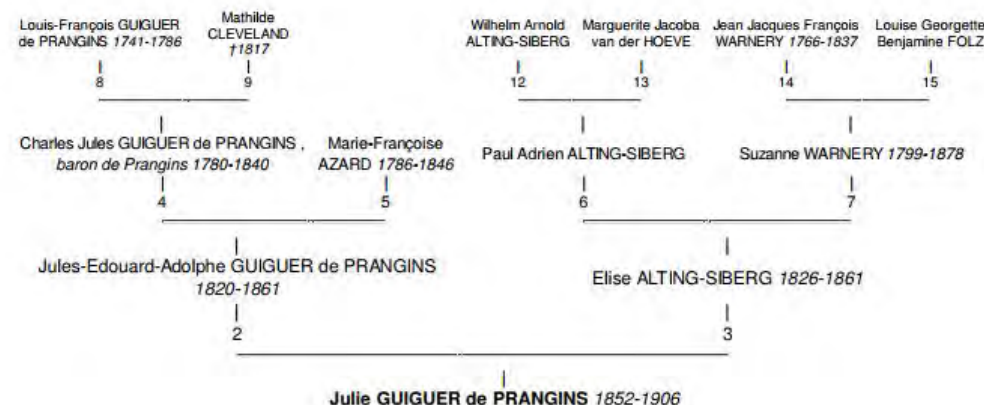 Louis-François GUIGUER
de PRANGINS 1741-1786
Mathilde
CLEVELAND
†1817
Wilhelm Arnold
ALTING-SIBERG
Marguerite Jacoba
van der HOEVE
Jean Jacques François
WARNERY 1766-1837
Louise Georgette
Benjamine FOLZ
8
9
12
13
14
15
Charles Jules GUIGUER de PRANGINS ,
baron de Prangins 1780-1840
Marie-Françoise
AZARD 1786-1846
Paul Adrien ALTING-SIBERG
Suzanne WARNERY 1799-1878
4
5
6
7
Jules-Edouard-Adolphe GUIGUER de PRANGINS
1820-1861
Elise ALTING-SIBERG 1826-1861
2
3
Julie GUIGUER de PRANGINS 1852-1906